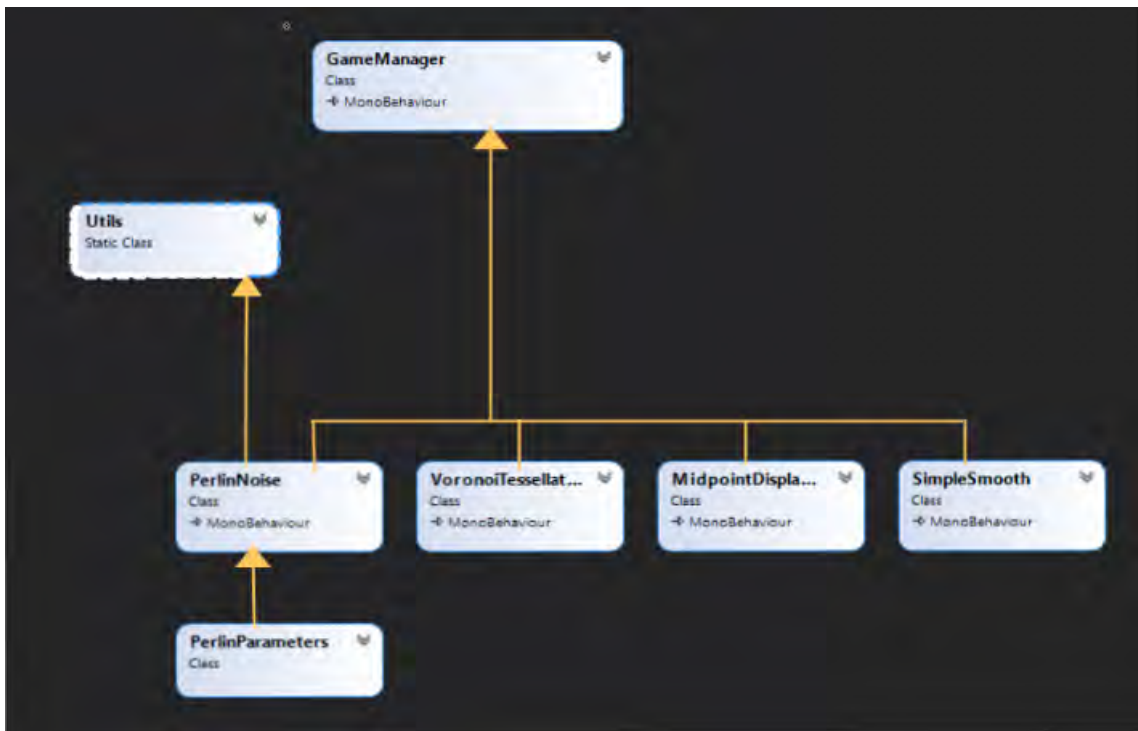 GameManager
Class
MonoBehaviour
Utils
Static Class
PerlinNoise
Class
MonoBehaviour
VoronoiTessellat...
Class
MonoBehaviour
MidpointDispla...
Class
MonoBehaviour
SimpleSmooth
Class
MonoBehaviour
PerlinParameters
Class